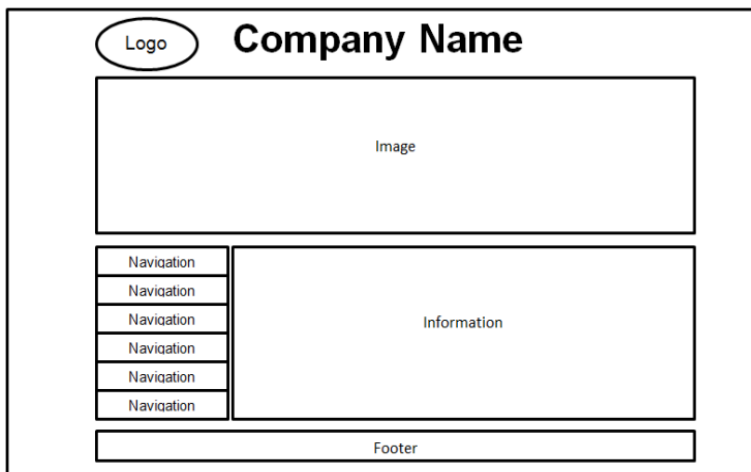 Logo
Company Name
Image
Navigation
Navigation
Navigation
Navigation
Navigation
Navigation
Information
Footer